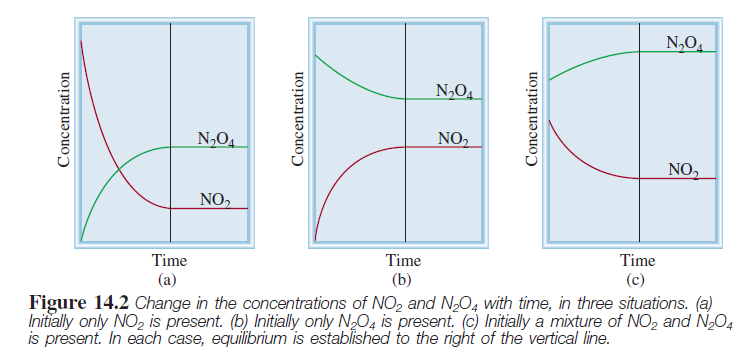 Concentration
N₂O₄
NO₂
Time
(a)
Concentration
N₂O₄
NO₂
Time
(b)
Concentration
N₂O₄
NO₂
Time
(c)
Figure 14.2 Change in the concentrations of NO₂ and N₂O₄ with time, in three situations. (a)
Initially only NO₂ is present. (b) Initially only N₂O₄ is present. (c) Initially a mixture of NO₂ and N₂O₄
is present. In each case, equilibrium is established to the right of the vertical line.